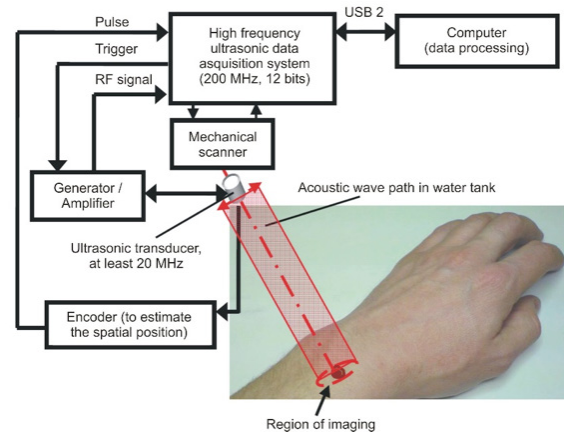 Pulse
Trigger
RF signal
High frequency
ultrasonic data
asquisition system
(200 MHz, 12 bits)
USB 2
Computer
(data processing)
Mechanical
scanner
Generator /
Amplifier
Acoustic wave path in water tank
Ultrasonic transducer,
at least 20 MHz
Encoder (to estimate
the spatial position)
Region of imaging